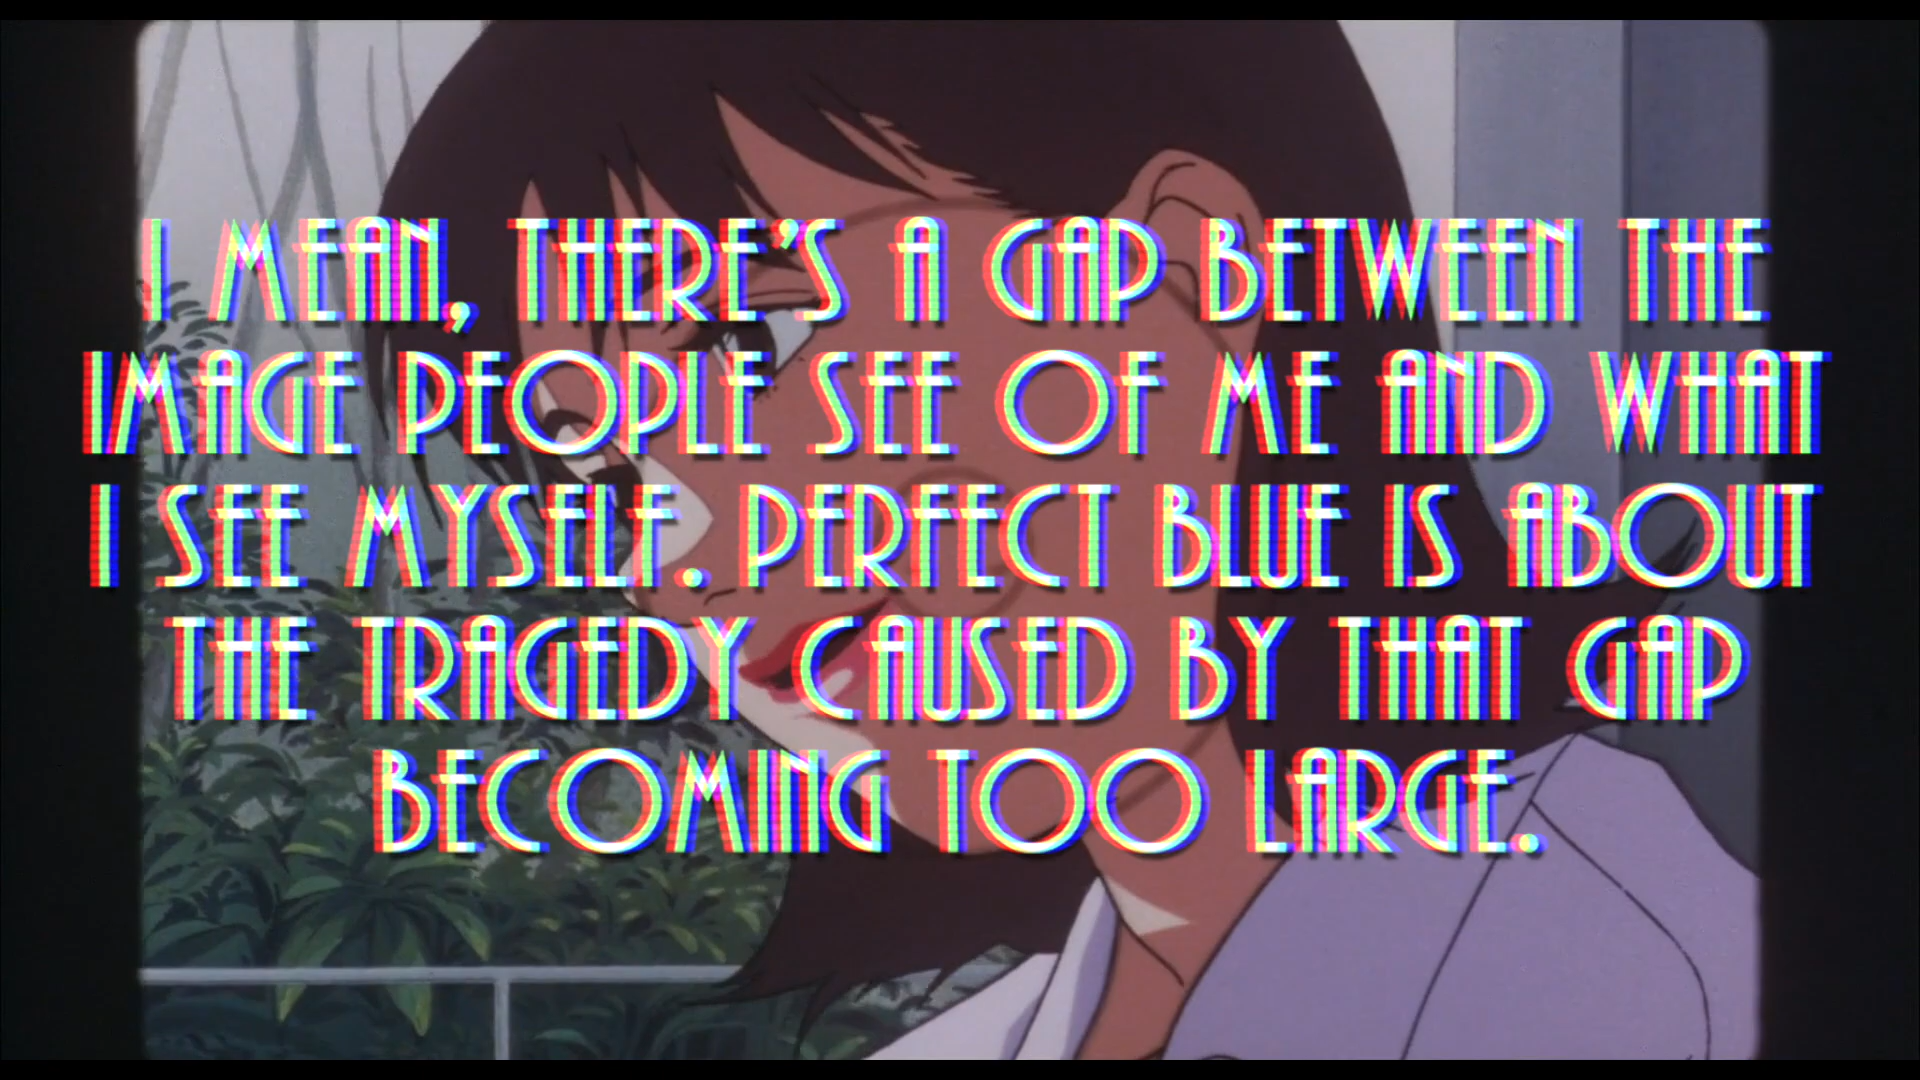 I MEAN, THERE'S A GAP BETWEEN THE
IMAGE PEOPLE SEE OF ME AND WHAT
I SEE MYSELF. PERFECT BLUE IS ABOUT
THE TRAGEDY CAUSED BY THAT GAP
BECOMING TOO LARGE.